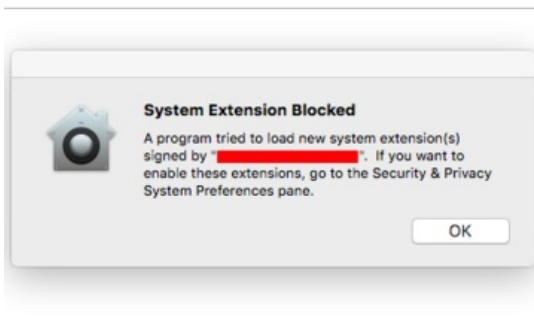 System Extension Blocked
A program tried to load new system extension(s)
signed by "                    ". If you want to
enable these extensions, go to the Security & Privacy
System Preferences pane.
OK